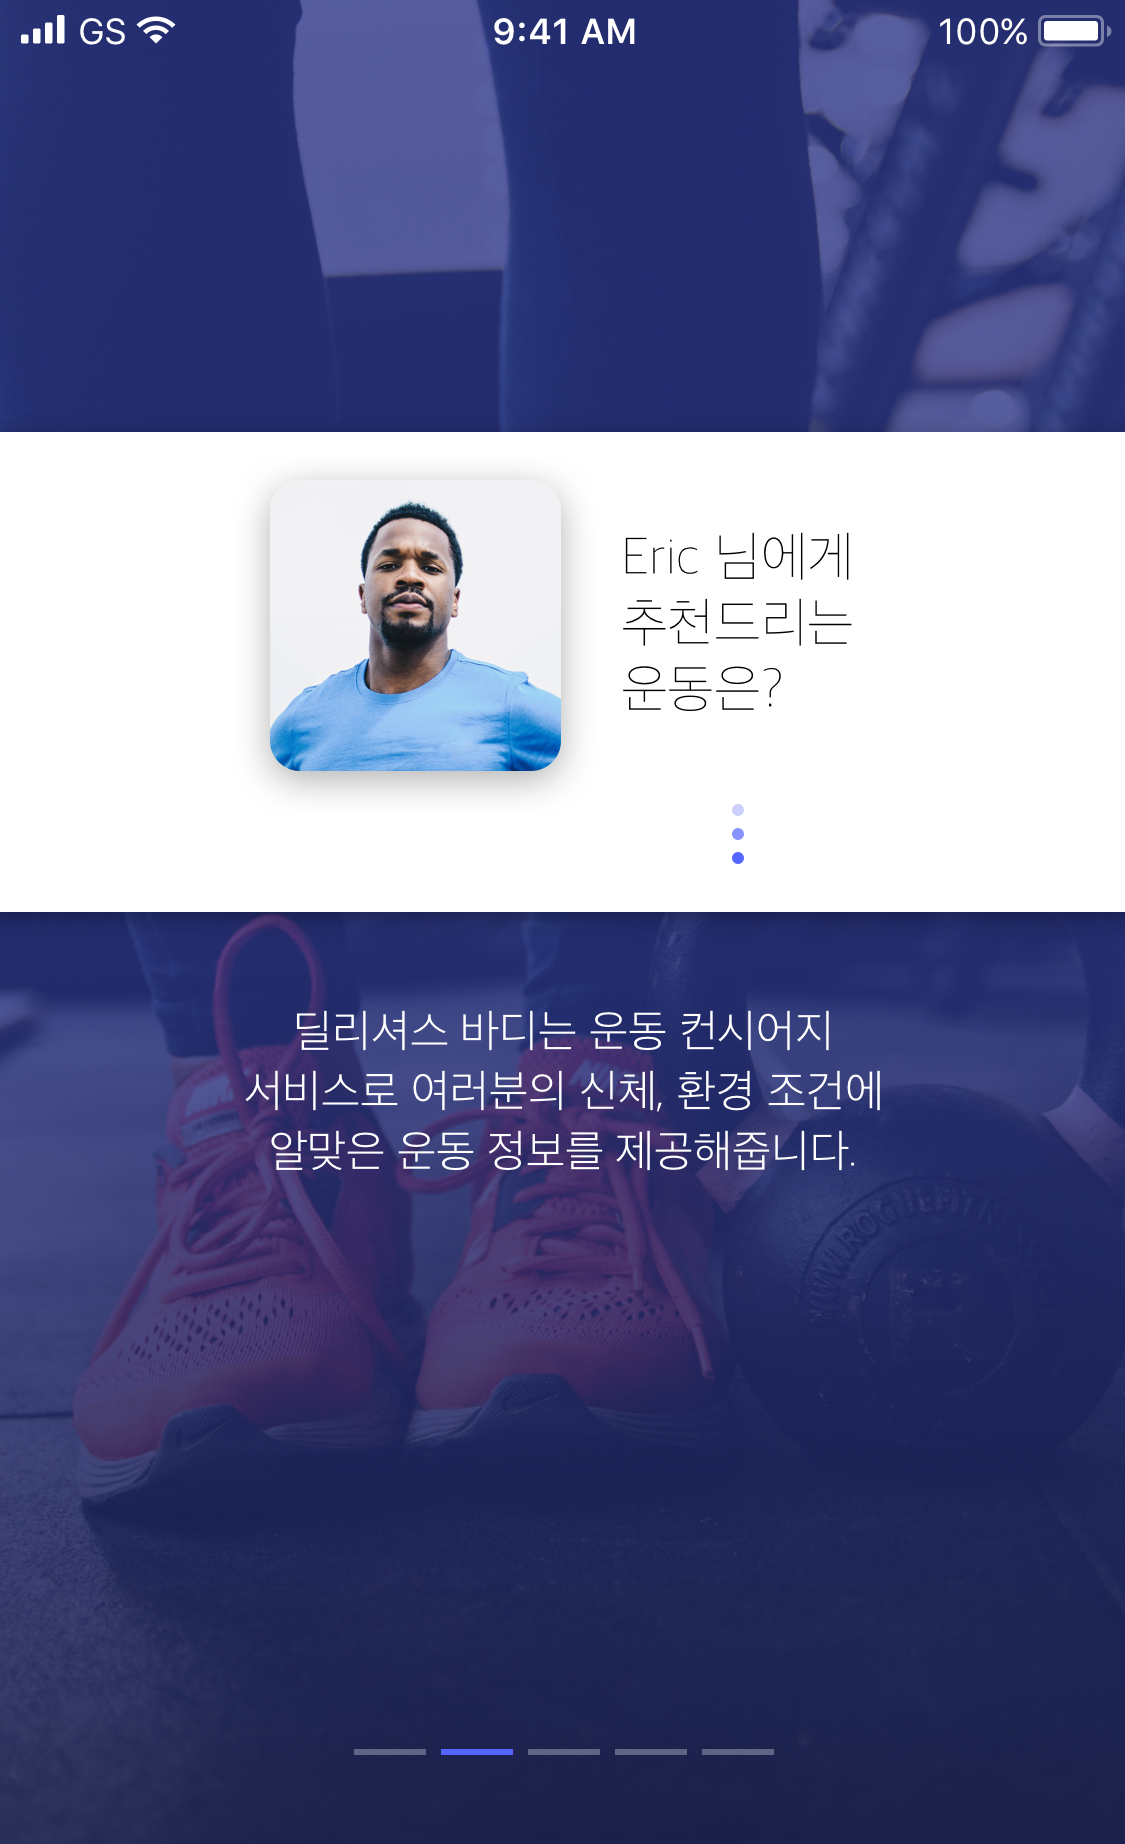 GS 9:41 AM 100%
Eric 님에게
추천드리는
운동은?
딜리셔스 바디는 운동 컨시어지
서비스로 여러분의 신체, 환경 조건에
알맞은 운동 정보를 제공해줍니다.